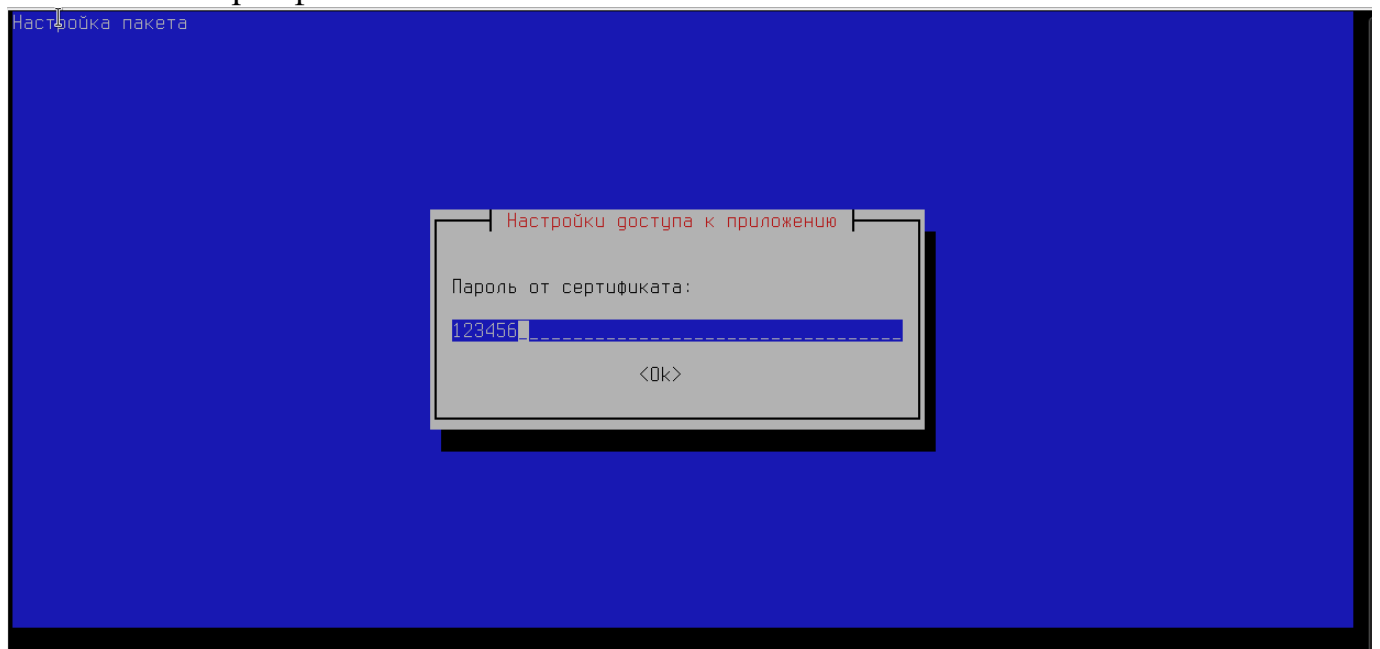 Настройка пакета
Настройки доступа к приложению
Пароль от сертификата:
123456
<Ok>